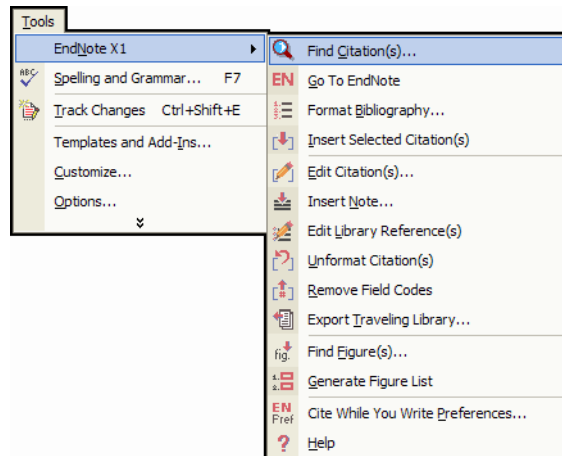 Tools
EndNote X1
ABC Spelling and Grammar... F7
Track Changes Ctrl+Shift+E
Templates and Add-Ins...
Customize...
Options...
Find Citation(s)...
EN Go To EndNote
Format Bibliography...
Insert Selected Citation(s)
Edit Citation(s)...
Insert Note...
Edit Library Reference(s)
Unformat Citation(s)
Remove Field Codes
Export Traveling Library...
fig. Find Figure(s)...
Generate Figure List
EN Pref Cite While You Write Preferences...
? Help